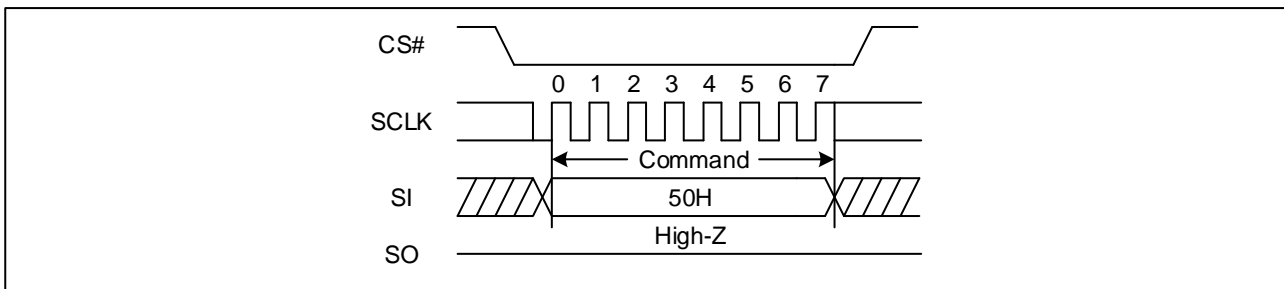 CS#
0 1 2 3 4 5 6 7
SCLK
Command
SI
50H
High-Z
SO